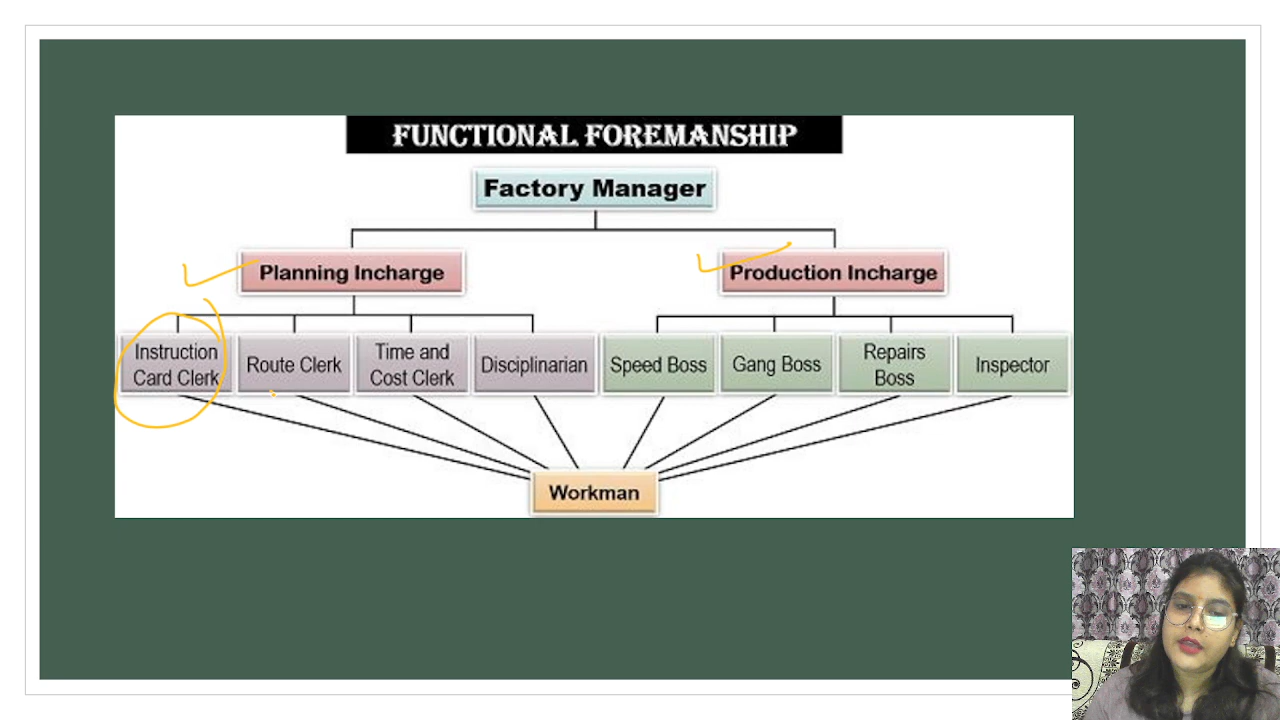 FUNCTIONAL FOREMANSHIP
Factory Manager
Planning Incharge
Production Incharge
Instruction
Card Clerk
Route Clerk
Time and
Cost Clerk
Disciplinarian
Speed Boss
Gang Boss
Repairs
Boss
Inspector
Workman